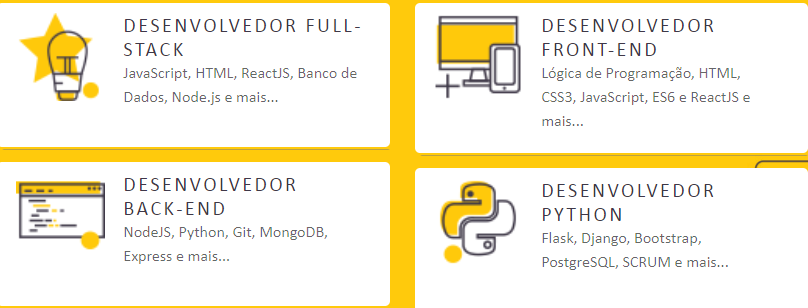 DESENVOLVEDOR FULL-
STACK
JavaScript, HTML, ReactJS, Banco de
Dados, Node.js e mais...
DESENVOLVEDOR
FRONT-END
Lógica de Programação, HTML,
CSS3, JavaScript, ES6 e ReactJS e
mais...
DESENVOLVEDOR
BACK-END
NodeJS, Python, Git, MongoDB,
Express e mais...
DESENVOLVEDOR
PYTHON
Flask, Django, Bootstrap,
PostgreSQL, SCRUM e mais...